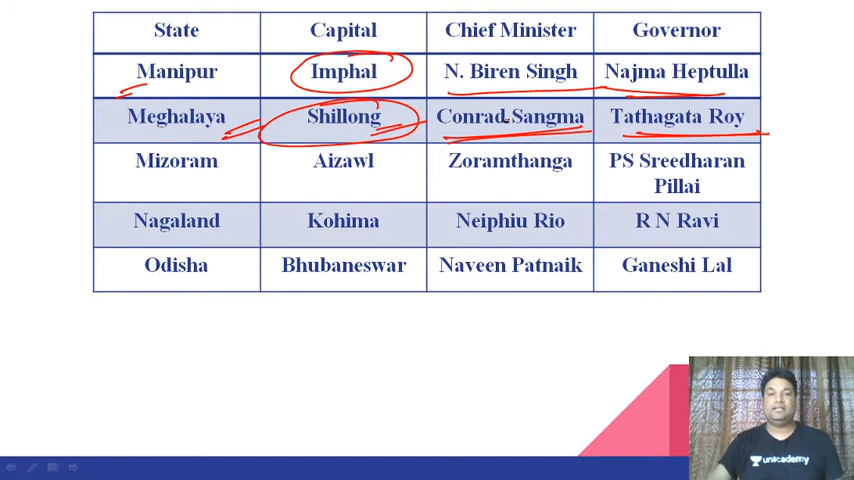 State Capital Chief Minister Governor
Manipur Imphal N. Biren Singh Najma Heptulla
Meghalaya Shillong Conrad Sangma Tathagata Roy
Mizoram Aizawl Zoramthanga PS Sreedharan Pillai
Nagaland Kohima Neiphiu Rio R N Ravi
Odisha Bhubaneswar Naveen Patnaik Ganeshi Lal
unacademy